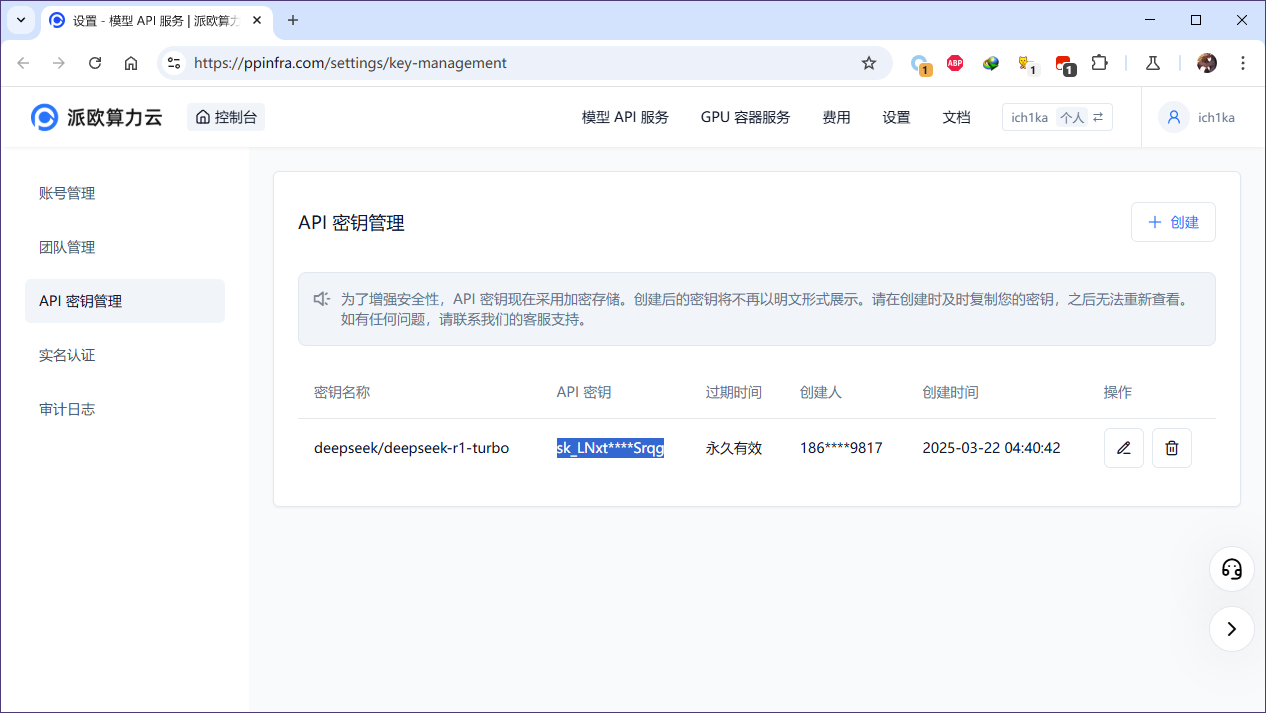 设置 - 模型 API 服务 | 派欧算力
https://ppinfra.com/settings/key-management
1
ABP
1
1
派欧算力云
控制台
模型 API 服务
GPU 容器服务
费用
设置
文档
ich1ka 个人
ich1ka
账号管理
团队管理
API 密钥管理
实名认证
审计日志
API 密钥管理
创建
为了增强安全性，API 密钥现在采用加密存储。创建后的密钥将不再以明文形式展示。请在创建时及时复制您的密钥，之后无法重新查看。
如有任何问题，请联系我们的客服支持。
密钥名称 API 密钥 过期时间 创建人 创建时间 操作
deepseek/deepseek-r1-turbo sk_LNxt****Srqg 永久有效 186****9817 2025-03-22 04:40:42